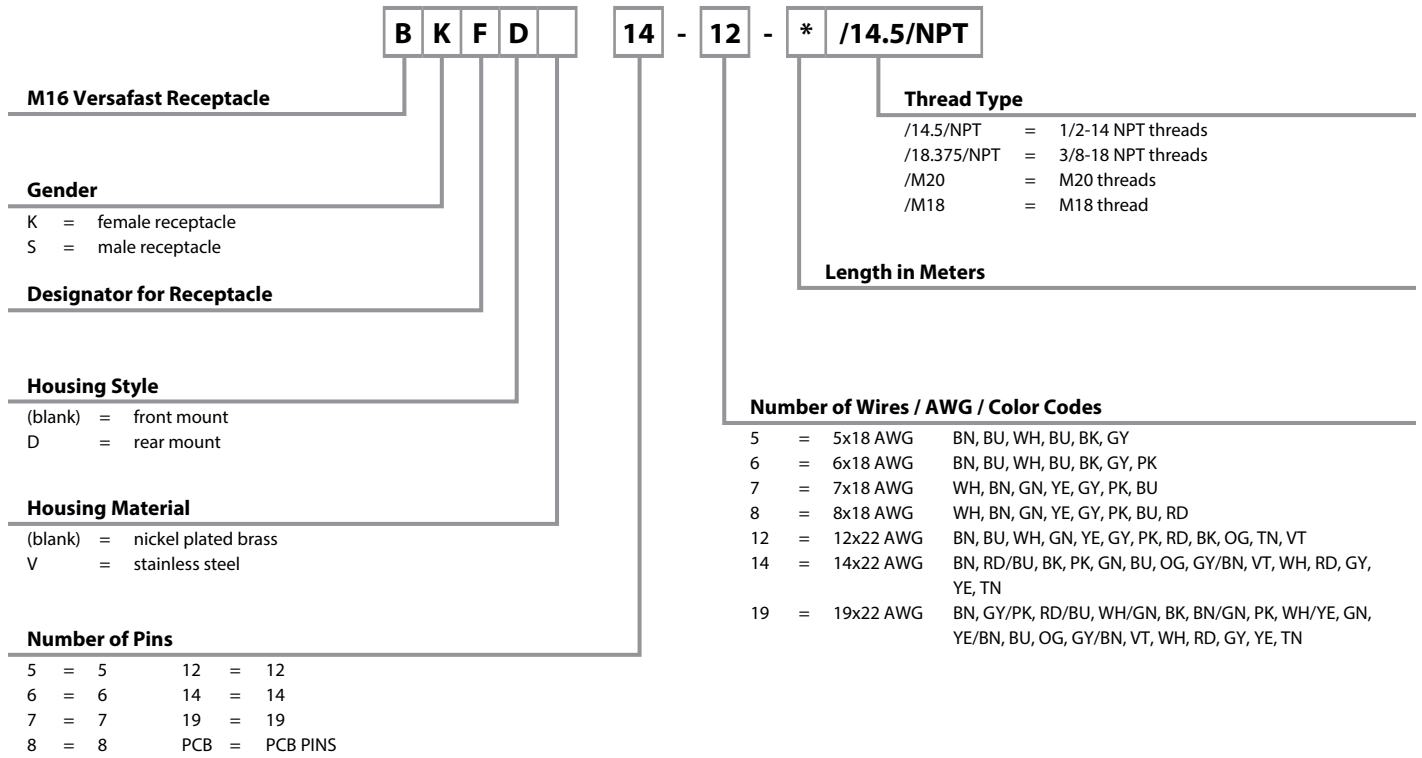 B K F D 14 - 12 - * /14.5/NPT
M16 Versafast Receptacle
Gender
K = female receptacle
S = male receptacle
Designator for Receptacle
Housing Style
(blank) = front mount
D = rear mount
Housing Material
(blank) = nickel plated brass
V = stainless steel
Number of Pins
5 = 5 12 = 12
6 = 6 14 = 14
7 = 7 19 = 19
8 = 8 PCB = PCB PINS
Thread Type
/14.5/NPT = 1/2-14 NPT threads
/18.375/NPT = 3/8-18 NPT threads
/M20 = M20 threads
/M18 = M18 thread
Length in Meters
Number of Wires / AWG / Color Codes
5 = 5x18 AWG BN, BU, WH, BU, BK, GY
6 = 6x18 AWG BN, BU, WH, BU, BK, GY, PK
7 = 7x18 AWG WH, BN, GN, YE, GY, PK, BU
8 = 8x18 AWG WH, BN, GN, YE, GY, PK, BU, RD
12 = 12x22 AWG BN, BU, WH, GN, YE, GY, PK, RD, BK, OG, TN, VT
14 = 14x22 AWG BN, RD/BU, BK, PK, GN, BU, OG, GY/BN, VT, WH, RD, GY,
YE, TN
19 = 19x22 AWG BN, GY/PK, RD/BU, WH/GN, BK, BN/GN, PK, WH/YE, GN,
YE/BN, BU, OG, GY/BN, VT, WH, RD, GY, YE, TN